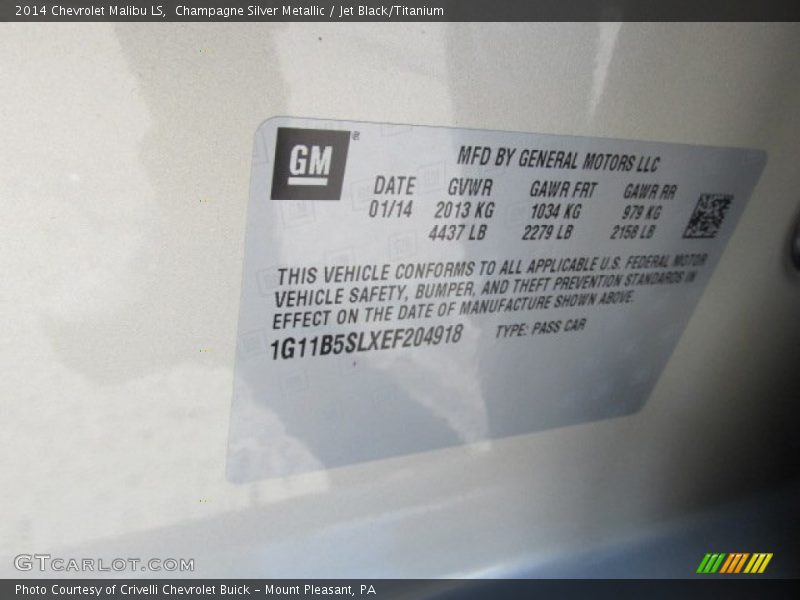 2014 Chevrolet Malibu LS,  Champagne Silver Metallic / Jet Black/Titanium
GM ®
MFD BY GENERAL MOTORS LLC
DATE GVWR GAWR FRT GAWR RR
01/14 2013 KG 1034 KG 979 KG
4437 LB 2279 LB 2158 LB
THIS VEHICLE CONFORMS TO ALL APPLICABLE U.S. FEDERAL MOTOR
VEHICLE SAFETY, BUMPER, AND THEFT PREVENTION STANDARDS IN
EFFECT ON THE DATE OF MANUFACTURE SHOWN ABOVE.
1G11B5SLXEF204918 TYPE: PASS CAR
GTCARLOT.COM
Photo Courtesy of Crivelli Chevrolet Buick - Mount Pleasant, PA